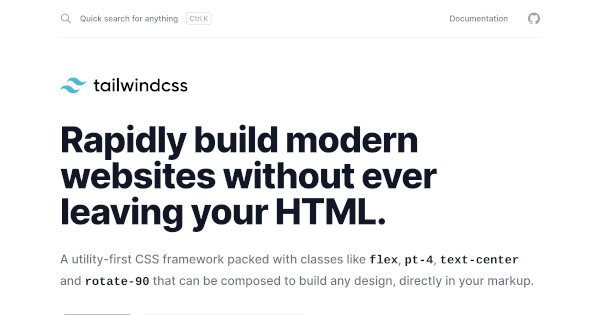 Quick search for anything Ctrl K Documentation
tailwindcss
Rapidly build modern
websites without ever
leaving your HTML.
A utility-first CSS framework packed with classes like flex, pt-4, text-center
and rotate-90 that can be composed to build any design, directly in your markup.